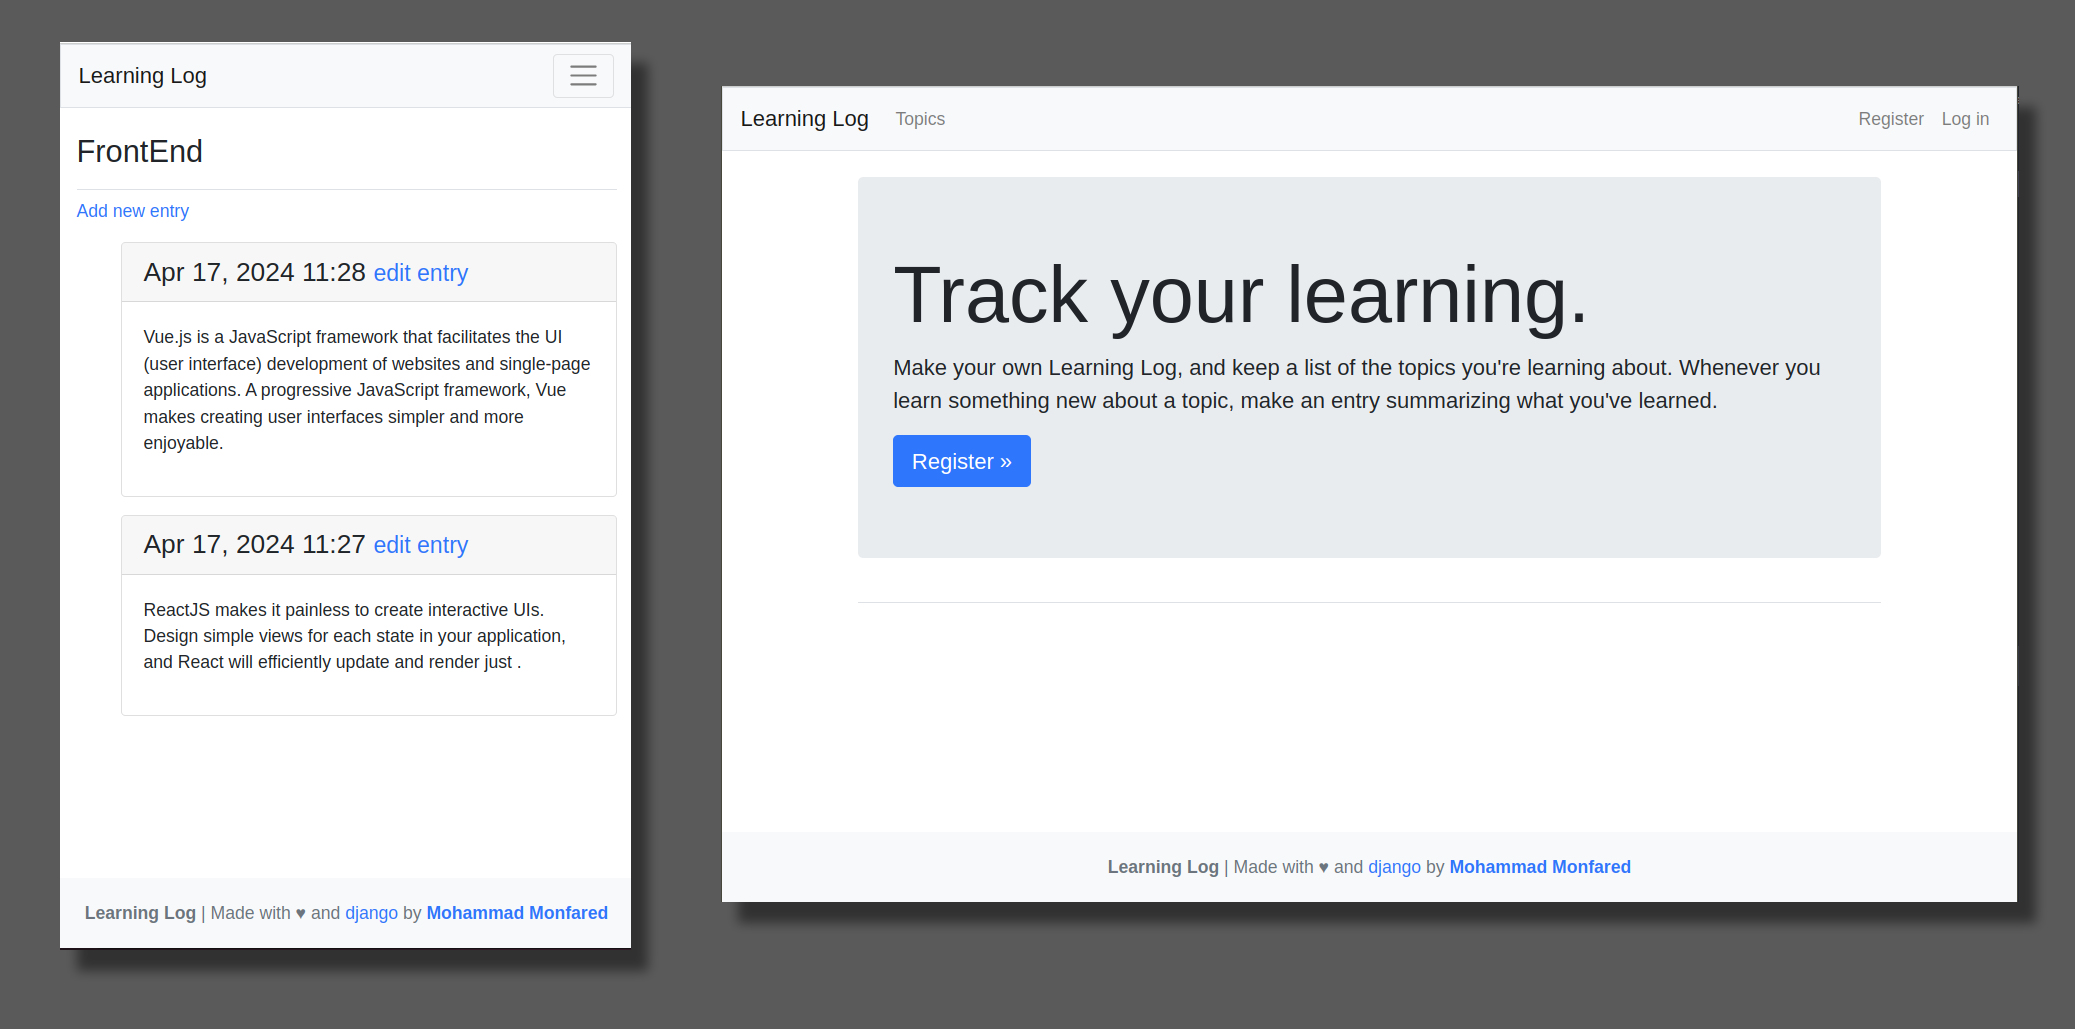 Learning Log
FrontEnd
Add new entry
Apr 17, 2024 11:28 edit entry
Vue.js is a JavaScript framework that facilitates the UI
(user interface) development of websites and single-page
applications. A progressive JavaScript framework, Vue
makes creating user interfaces simpler and more
enjoyable.
Apr 17, 2024 11:27 edit entry
ReactJS makes it painless to create interactive UIs.
Design simple views for each state in your application,
and React will efficiently update and render just .
Learning Log | Made with ♥ and django by Mohammad Monfared
Learning Log Topics Register Log in
Track your learning.
Make your own Learning Log, and keep a list of the topics you're learning about. Whenever you
learn something new about a topic, make an entry summarizing what you've learned.
Register »
Learning Log | Made with ♥ and django by Mohammad Monfared